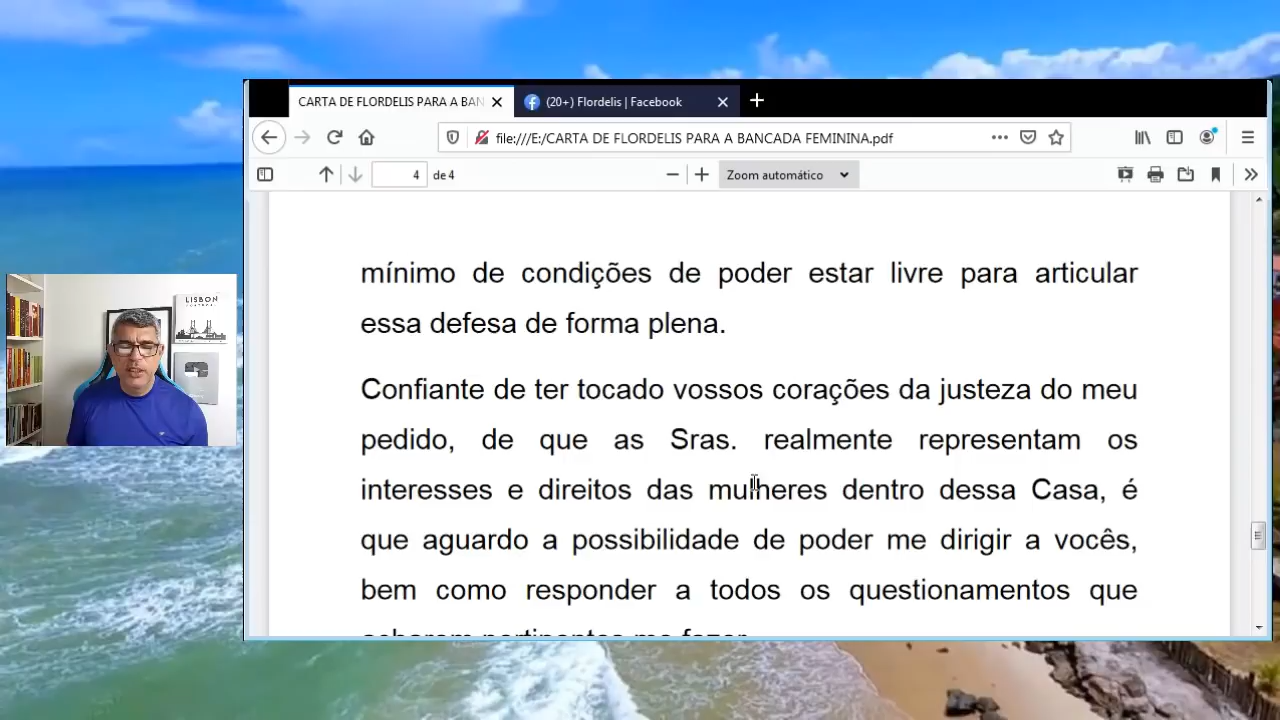 CARTA DE FLORDELIS PARA A BAN
(20+) Flordelis | Facebook
file:///E:/CARTA DE FLORDELIS PARA A BANCADA FEMININA.pdf
4 de 4
Zoom automático
mínimo de condições de poder estar livre para articular
essa defesa de forma plena.
Confiante de ter tocado vossos corações da justeza do meu
pedido, de que as Sras. realmente representam os
interesses e direitos das mulheres dentro dessa Casa, é
que aguardo a possibilidade de poder me dirigir a vocês,
bem como responder a todos os questionamentos que
acharem pertinentes me fazer
LISBON